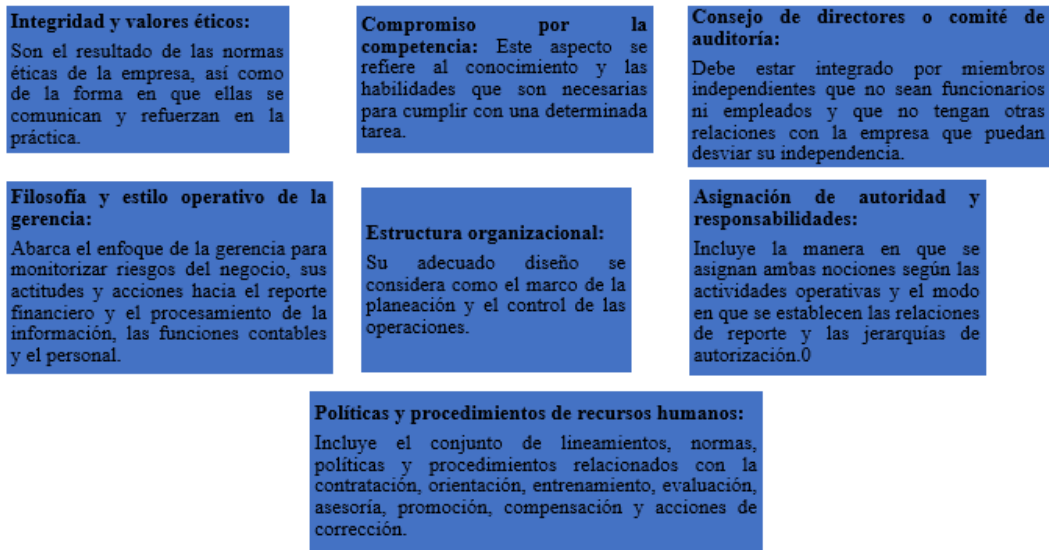 Integridad y valores éticos:
Son el resultado de las normas
éticas de la empresa, así como
de la forma en que ellas se
comunican y refuerzan en la
práctica.
Compromiso por la
competencia: Este aspecto se
refiere al conocimiento y las
habilidades que son necesarias
para cumplir con una determinada
tarea.
Consejo de directores o comité de
auditoría:
Debe estar integrado por miembros
independientes que no sean funcionarios
ni empleados y que no tengan otras
relaciones con la empresa que puedan
desviar su independencia.
Filosofía y estilo operativo de la
gerencia:
Abarca el enfoque de la gerencia para
monitorizar riesgos del negocio, sus
actitudes y acciones hacia el reporte
financiero y el procesamiento de la
información, las funciones contables
y el personal.
Estructura organizacional:
Su adecuado diseño se
considera como el marco de la
planeación y el control de las
operaciones.
Asignación de autoridad y
responsabilidades:
Incluye la manera en que se
asignan ambas nociones según las
actividades operativas y el modo
en que se establecen las relaciones
de reporte y las jerarquías de
autorización.0
Políticas y procedimientos de recursos humanos:
Incluye el conjunto de lineamientos, normas,
políticas y procedimientos relacionados con la
contratación, orientación, entrenamiento, evaluación,
asesoría, promoción, compensación y acciones de
corrección.